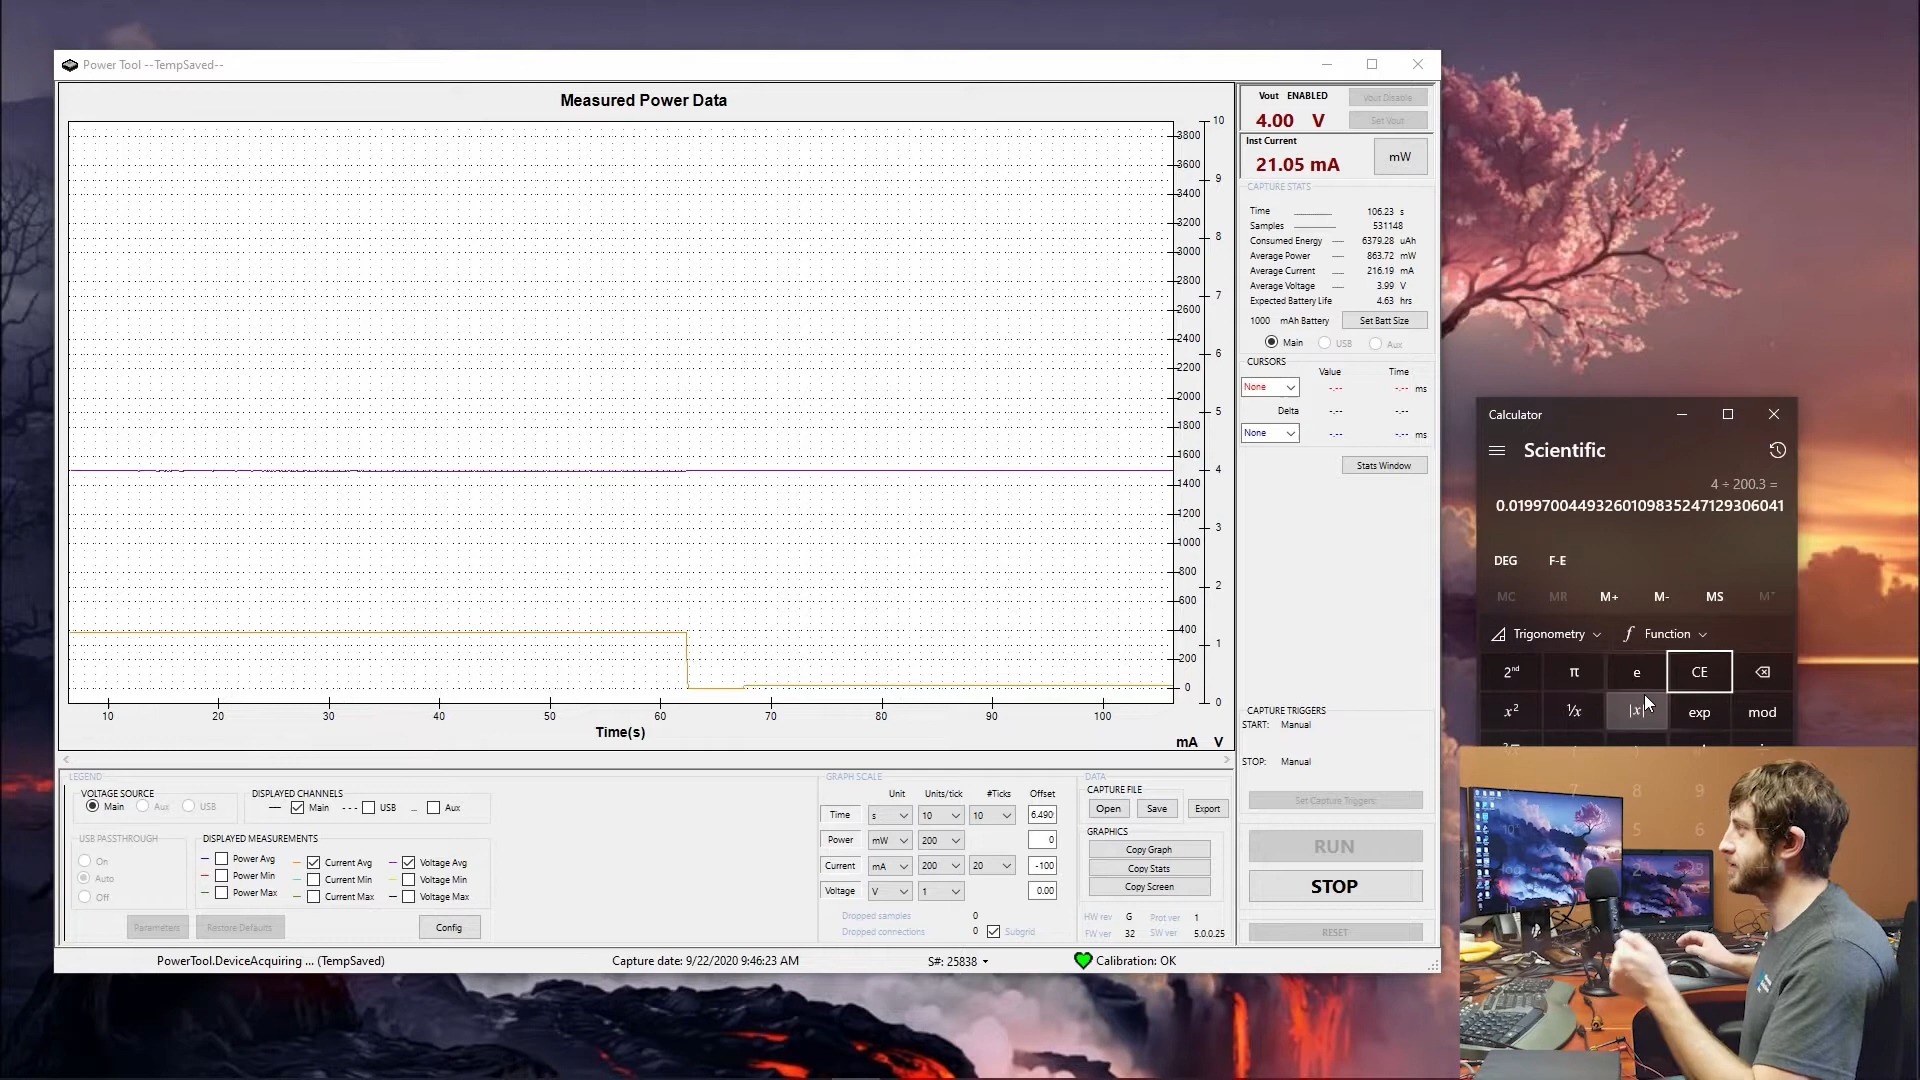 Power Tool --TempSaved--
Measured Power Data
10
3800
3600
9
3400
3200
8
3000
2800
7
2600
2400
6
2200
2000
5
1800
1600
4
1400
1200
3
1000
800
2
600
400
1
200
0
0
10 20 30 40 50 60 70 80 90 100
Time(s)
mA V
Vout ENABLED
Vout Disable
4.00 V
Set Vout
Inst Current
21.05 mA
mW
CAPTURE STATS
Time 106.23 s
Samples 531148
Consumed Energy 6379.28 uAh
Average Power 863.72 mW
Average Current 216.19 mA
Average Voltage 3.99 V
Expected Battery Life 4.63 hrs
1000 mAh Battery Set Batt Size
Main USB Aux
CURSORS
Value Time
None -.-- -.-- ms
Delta -.-- -.--
None -.-- -.-- ms
Stats Window
CAPTURE TRIGGERS
START: Manual
STOP: Manual
Set Capture Triggers
RUN
STOP
RESET
LEGEND
VOLTAGE SOURCE
Main Aux USB
DISPLAYED CHANNELS
Main USB Aux
USB PASSTHROUGH
On
Auto
Off
DISPLAYED MEASUREMENTS
Power Avg Current Avg Voltage Avg
Power Min Current Min Voltage Min
Power Max Current Max Voltage Max
Parameters Restore Defaults Config
GRAPH SCALE
Unit Units/tick #Ticks Offset
Time s 10 10 6.490
Power mW 200 0
Current mA 200 20 -100
Voltage V 1 0.00
Dropped samples 0
Dropped connections 0 Subgrid
DATA
CAPTURE FILE
Open Save Export
GRAPHICS
Copy Graph
Copy Stats
Copy Screen
HW rev G Prot ver 1
FW ver 32 SW ver 5.0.0.25
PowerTool.DeviceAcquiring ... (TempSaved)
Capture date: 9/22/2020 9:46:23 AM
S#: 25838
Calibration: OK
Calculator
Scientific
4 ÷ 200.3 =
0.01997004493260109835247129306041
DEG F-E
MC MR M+ M- MS
Trigonometry Function
2nd π e CE
x² ¹/x |x| exp mod